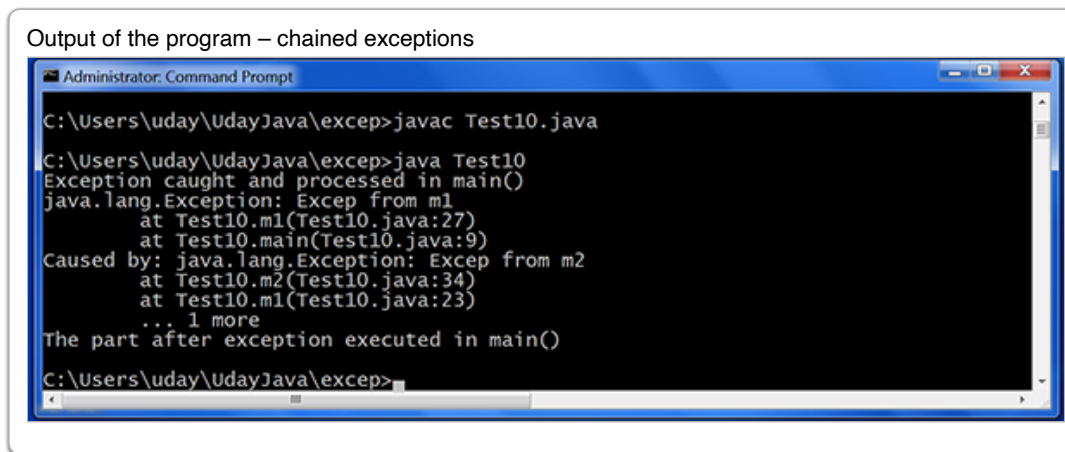 Output of the program – chained exceptions
Administrator: Command Prompt
C:\Users\uday\UdayJava\excep>javac Test10.java
C:\Users\uday\UdayJava\excep>java Test10
Exception caught and processed in main()
java.lang.Exception: Excep from m1
at Test10.m1(Test10.java:27)
at Test10.main(Test10.java:9)
Caused by: java.lang.Exception: Excep from m2
at Test10.m2(Test10.java:34)
at Test10.m1(Test10.java:23)
... 1 more
The part after exception executed in main()
C:\Users\uday\UdayJava\excep>